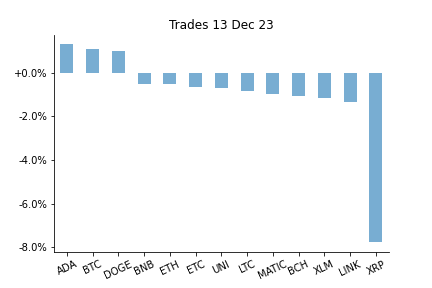 Trades 13 Dec 23
+0.0%
-2.0%
-4.0%
-6.0%
-8.0%
ADA BTC DOGE BNB ETH ETC UNI LTC MATIC BCH XLM LINK XRP